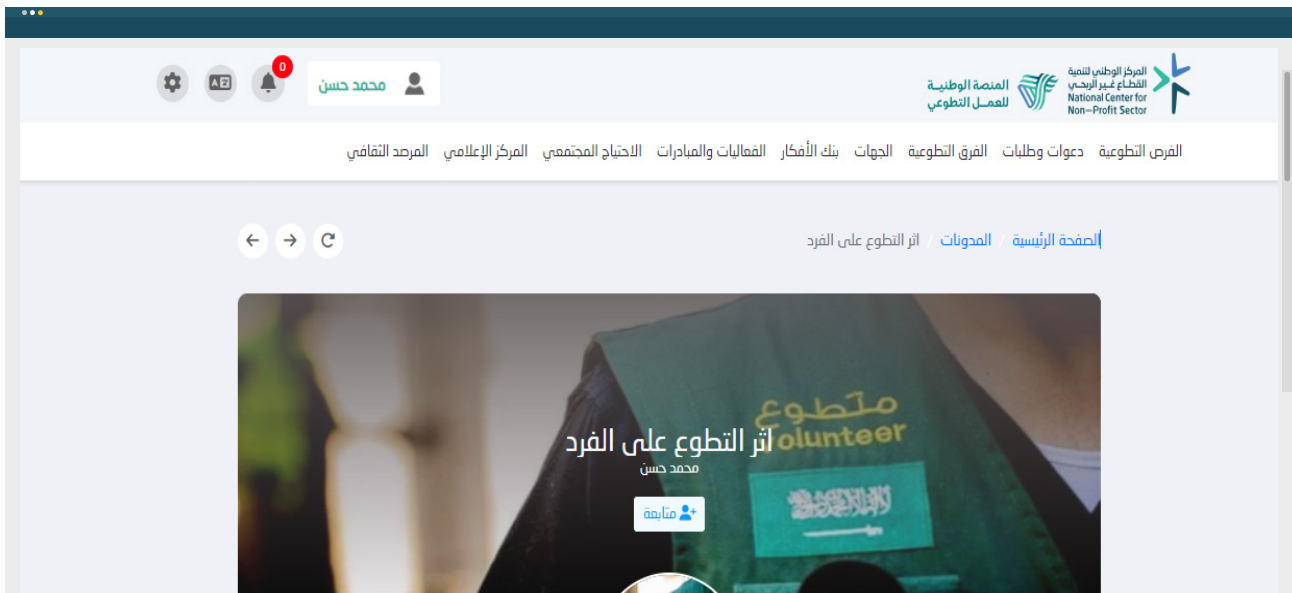 المركز الوطني لتنمية
القطاع غير الربحي
National Center for
Non-Profit Sector
المنصة الوطنية
للعمل التطوعي
محمد حسن
0
الفرص التطوعية دعوات وطلبات الفرق التطوعية الجهات بنك الأفكار الفعاليات والمبادرات الاحتياج المجتمعي المركز الإعلامي المرصد الثقافي
الصفحة الرئيسية / المدونات / اثر التطوع على الفرد
متطوع
Volunteer
اثر التطوع على الفرد
محمد حسن
متابعة